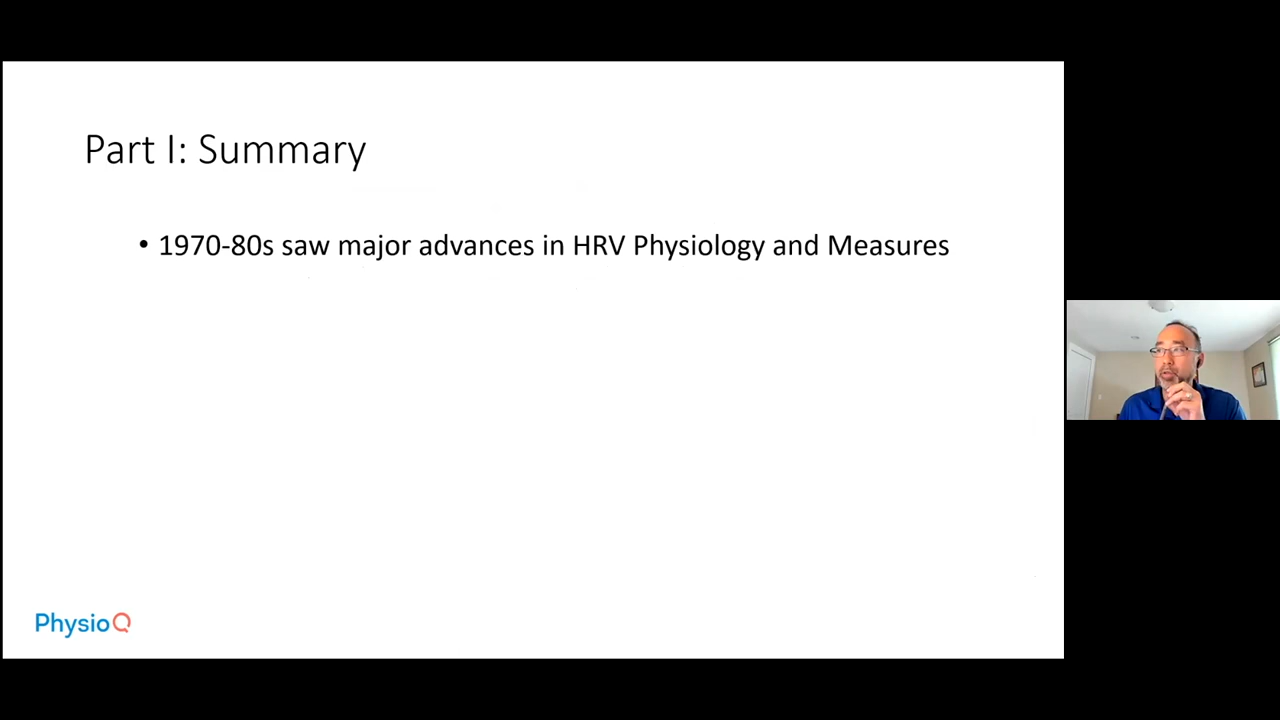 Part I: Summary
• 1970-80s saw major advances in HRV Physiology and Measures
PhysioQ